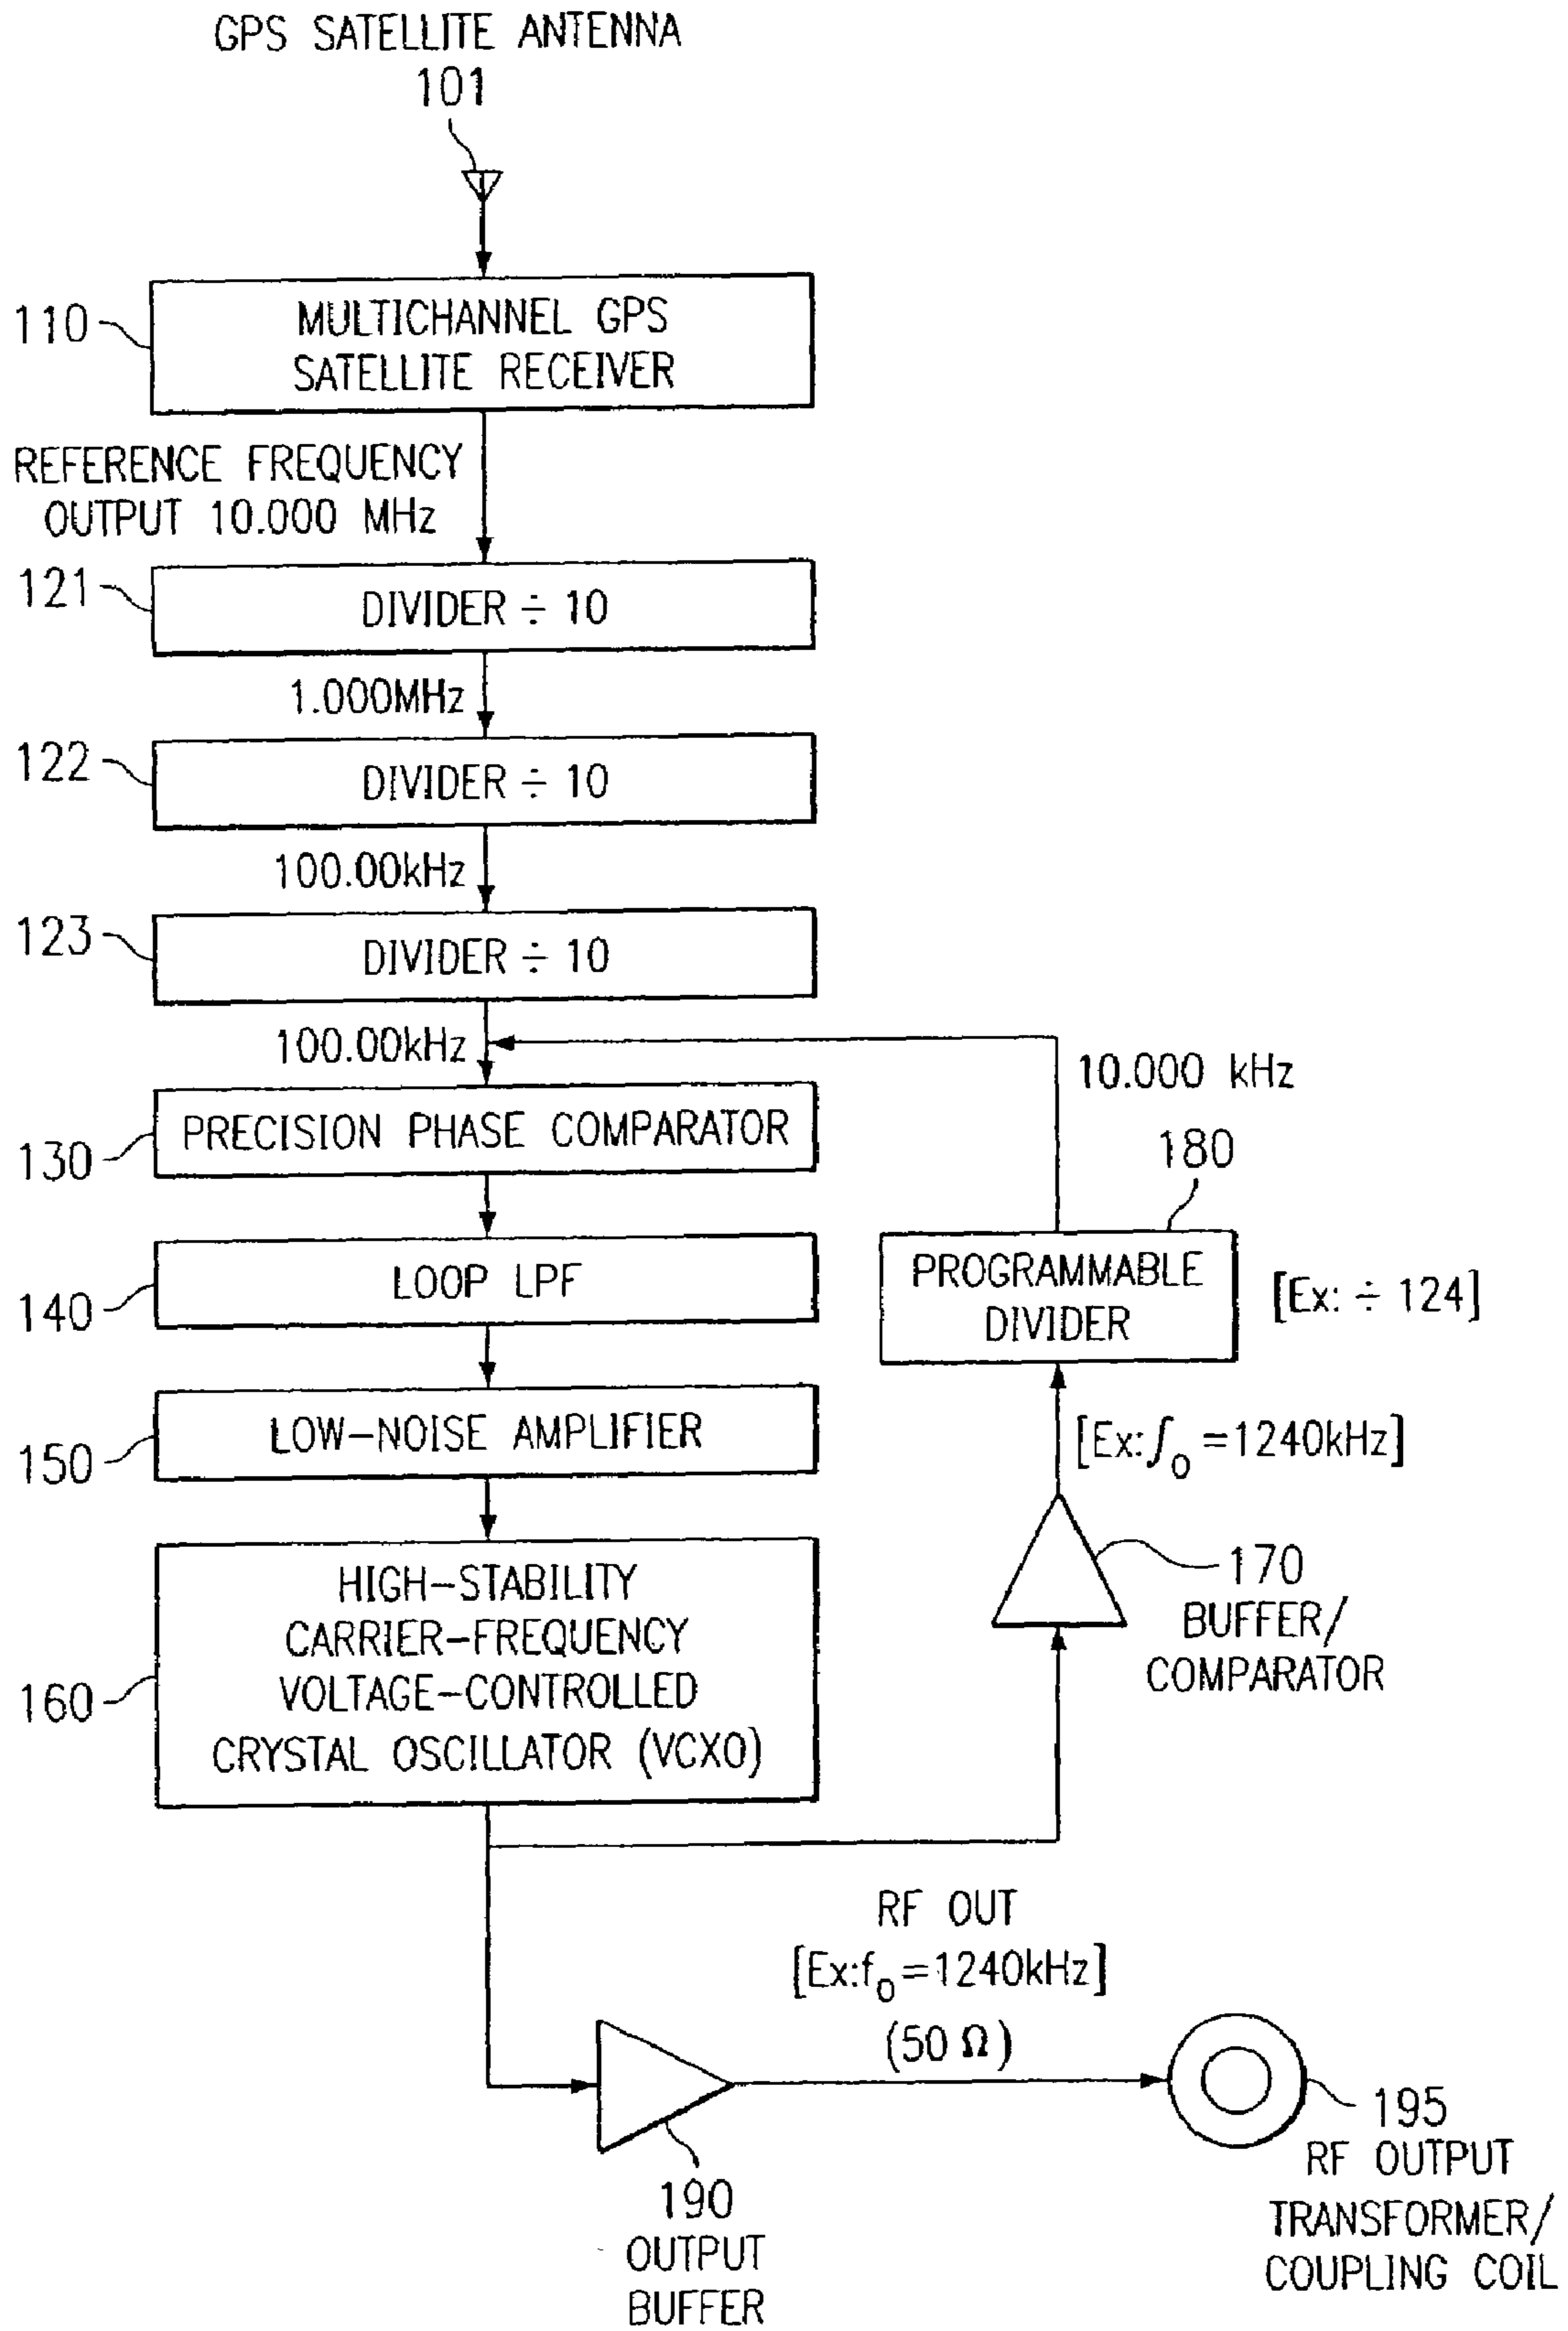 GPS SATELLITE ANTENNA
101
110
MULTICHANNEL GPS
SATELLITE RECEIVER
REFERENCE FREQUENCY
OUTPUT 10.000 MHz
121
DIVIDER ÷ 10
1.000MHz
122
DIVIDER ÷ 10
100.00kHz
123
DIVIDER ÷ 10
100.00kHz
10.000 kHz
130
PRECISION PHASE COMPARATOR
180
140
LOOP LPF
PROGRAMMABLE
DIVIDER
[Ex: ÷ 124]
150
LOW-NOISE AMPLIFIER
[Ex:∫o =1240kHz]
160
HIGH-STABILITY
CARRIER-FREQUENCY
VOLTAGE-CONTROLLED
CRYSTAL OSCILLATOR (VCXO)
170
BUFFER/
COMPARATOR
RF OUT
[Ex:fo=1240kHz]
(50 Ω)
190
OUTPUT
BUFFER
195
RF OUTPUT
TRANSFORMER/
COUPLING COIL